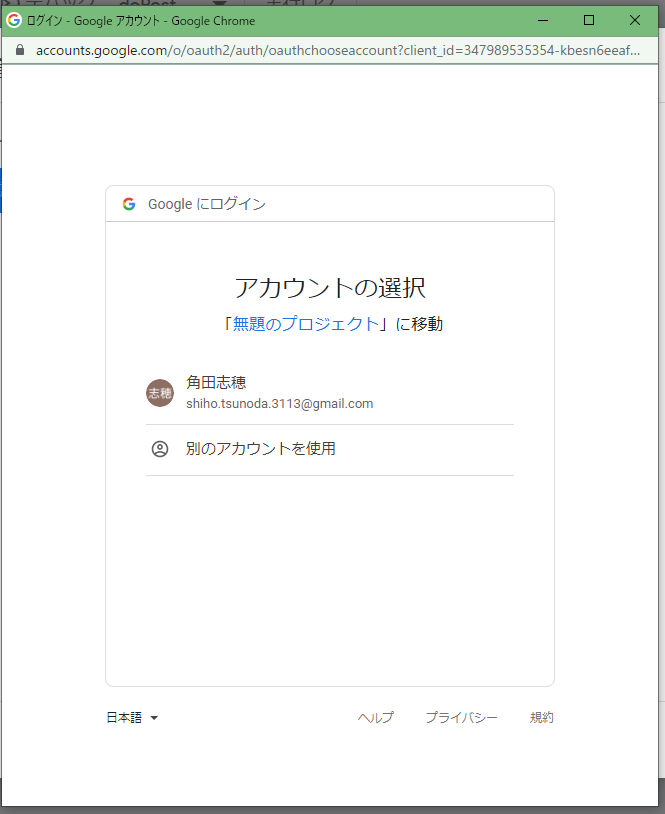 ログイン - Google アカウント - Google Chrome
accounts.google.com/o/oauth2/auth/oauthchooseaccount?client_id=347989535354-kbesn6eeaf...
Google にログイン
アカウントの選択
「無題のプロジェクト」に移動
志穂
角田志穂
shiho.tsunoda.3113@gmail.com
別のアカウントを使用
日本語
ヘルプ
プライバシー
規約